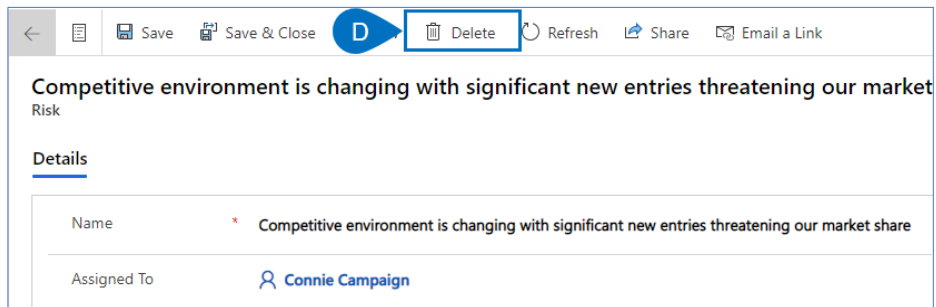 Save Save & Close D Delete Refresh Share Email a Link
Competitive environment is changing with significant new entries threatening our market
Risk
Details
Name * Competitive environment is changing with significant new entries threatening our market share
Assigned To Connie Campaign